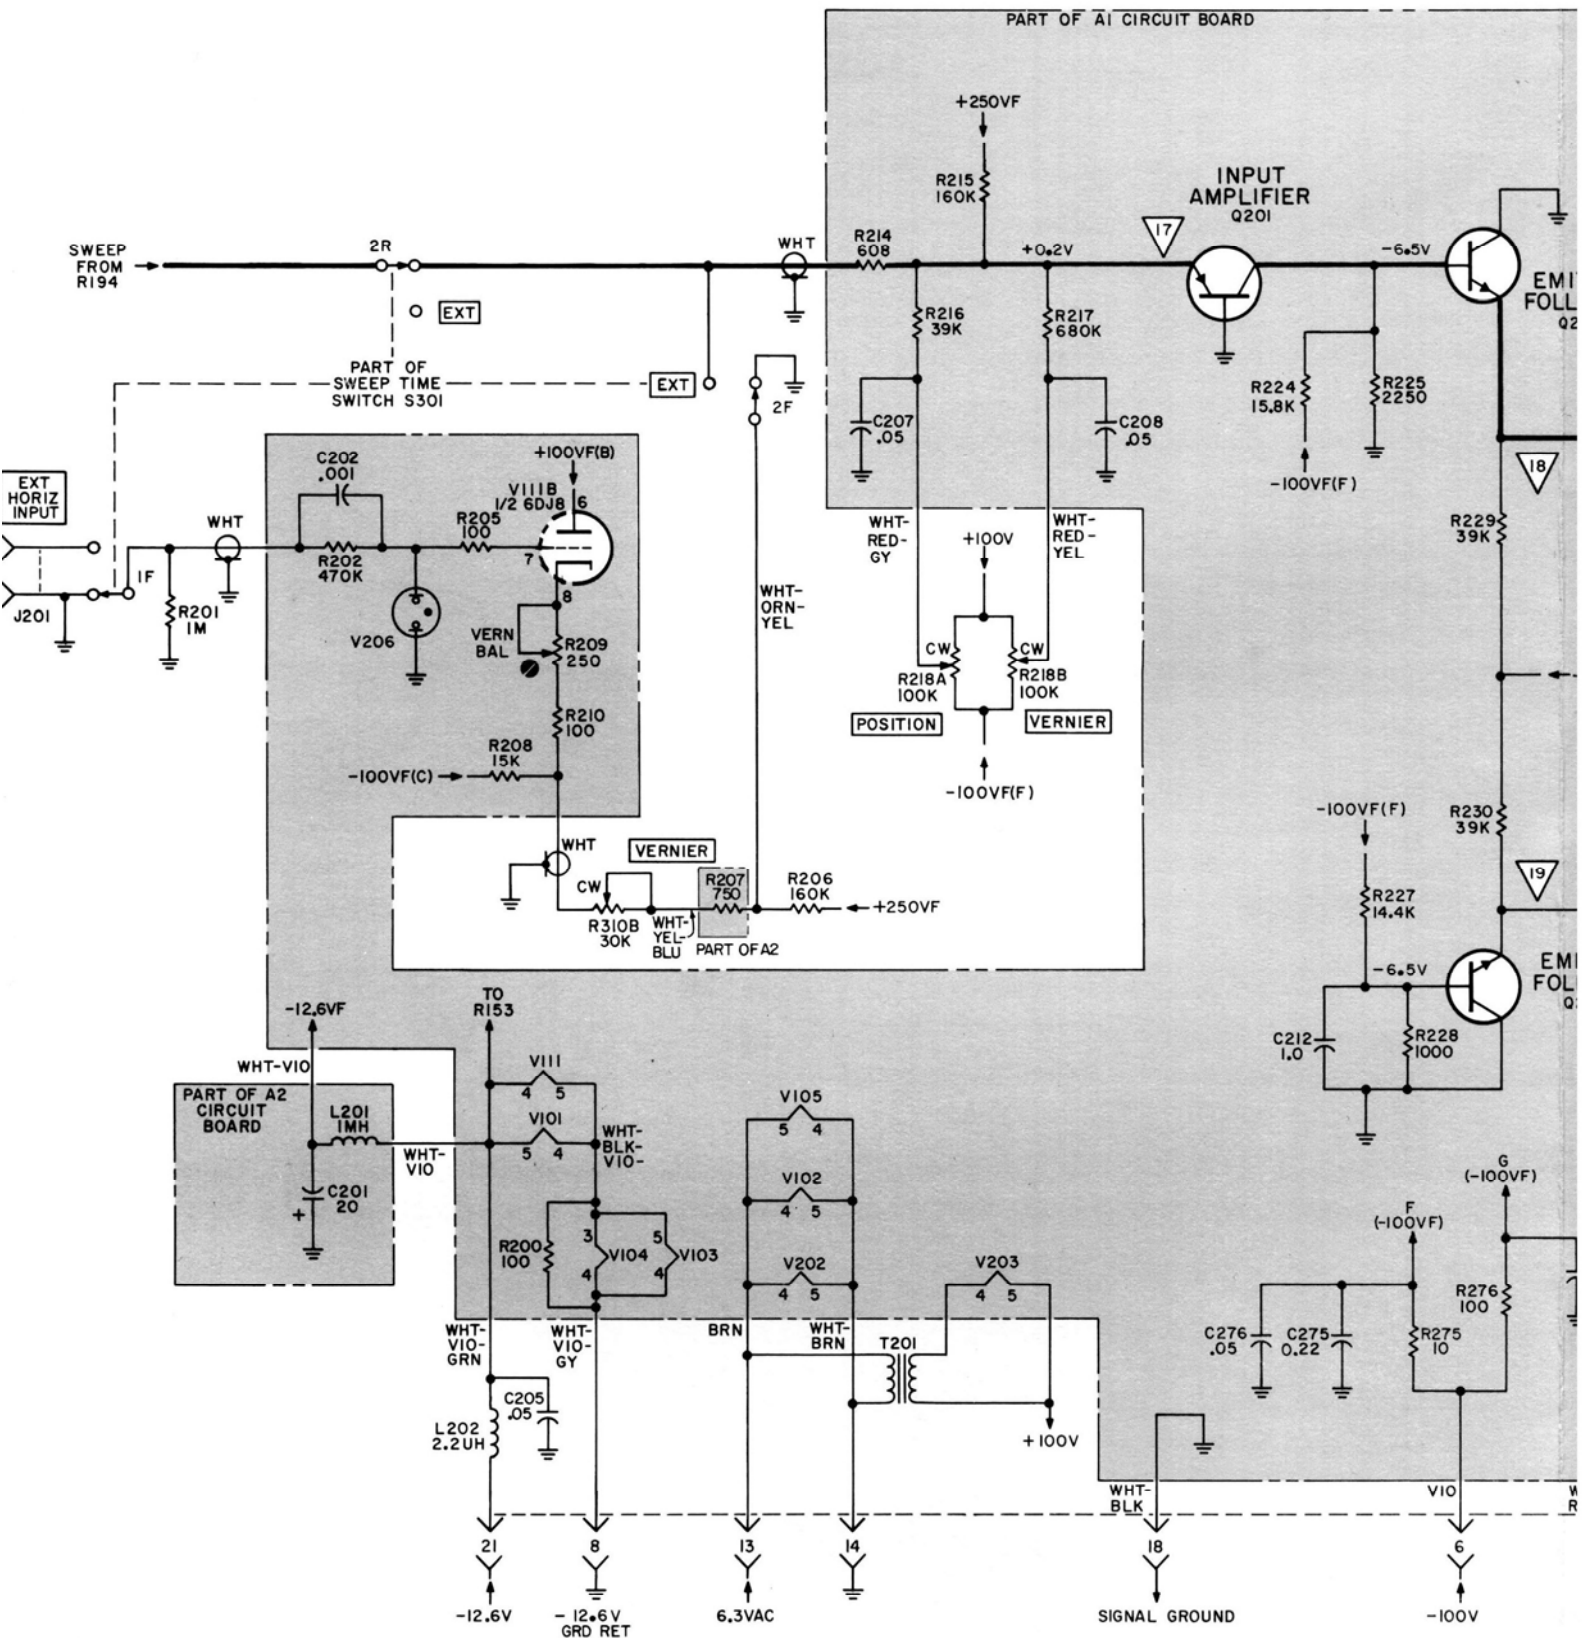 PART OF A1 CIRCUIT BOARD
+250VF
R215
160K
INPUT
AMPLIFIER
Q201
17
SWEEP
FROM
R194
2R
WHT
R214
608
+0.2V
-6.5V
EXT
R216
39K
R217
680K
EMI
FOLL
Q2
PART OF
SWEEP TIME
SWITCH S301
EXT
2F
C207
.05
C208
.05
R224
15.8K
R225
2250
-100VF(F)
18
EXT
HORIZ
INPUT
C202
.001
+100VF(B)
V111B
1/2 6DJ8
6
WHT
R205
100
7
R202
470K
8
1F
J201
R201
1M
V206
VERN
BAL
R209
250
R210
100
R208
15K
-100VF(C)
WHT-
ORN-
YEL
WHT-
RED-
GY
+100V
WHT-
RED-
YEL
CW
CW
R218A
100K
R218B
100K
POSITION
VERNIER
-100VF(F)
R229
39K
R230
39K
-100VF(F)
19
R227
14.4K
WHT
VERNIER
CW
R310B
30K
WHT-
YEL-
BLU
R207
750
PART OF A2
R206
160K
+250VF
-6.5V
EMI
FOL
Q2
C212
1.0
R228
1000
-12.6VF
TO
R153
WHT-VIO
PART OF A2
CIRCUIT
BOARD
L201
1MH
WHT-
VIO
C201
20
+
V111
4 5
V101
5 4
WHT-
BLK-
VIO-
R200
100
3
V104
4
5
V103
4
V105
5 4
V102
4 5
V202
4 5
V203
4 5
G
(-100VF)
F
(-100VF)
R276
100
C276
.05
C275
0.22
R275
10
WHT-
VIO-
GRN
WHT-
VIO-
GY
BRN
WHT-
BRN
T201
+100V
C205
.05
L202
2.2UH
WHT-
BLK
VIO
W
R
21
8
13
14
18
6
-12.6V
-12.6V
GRD RET
6.3VAC
SIGNAL GROUND
-100V